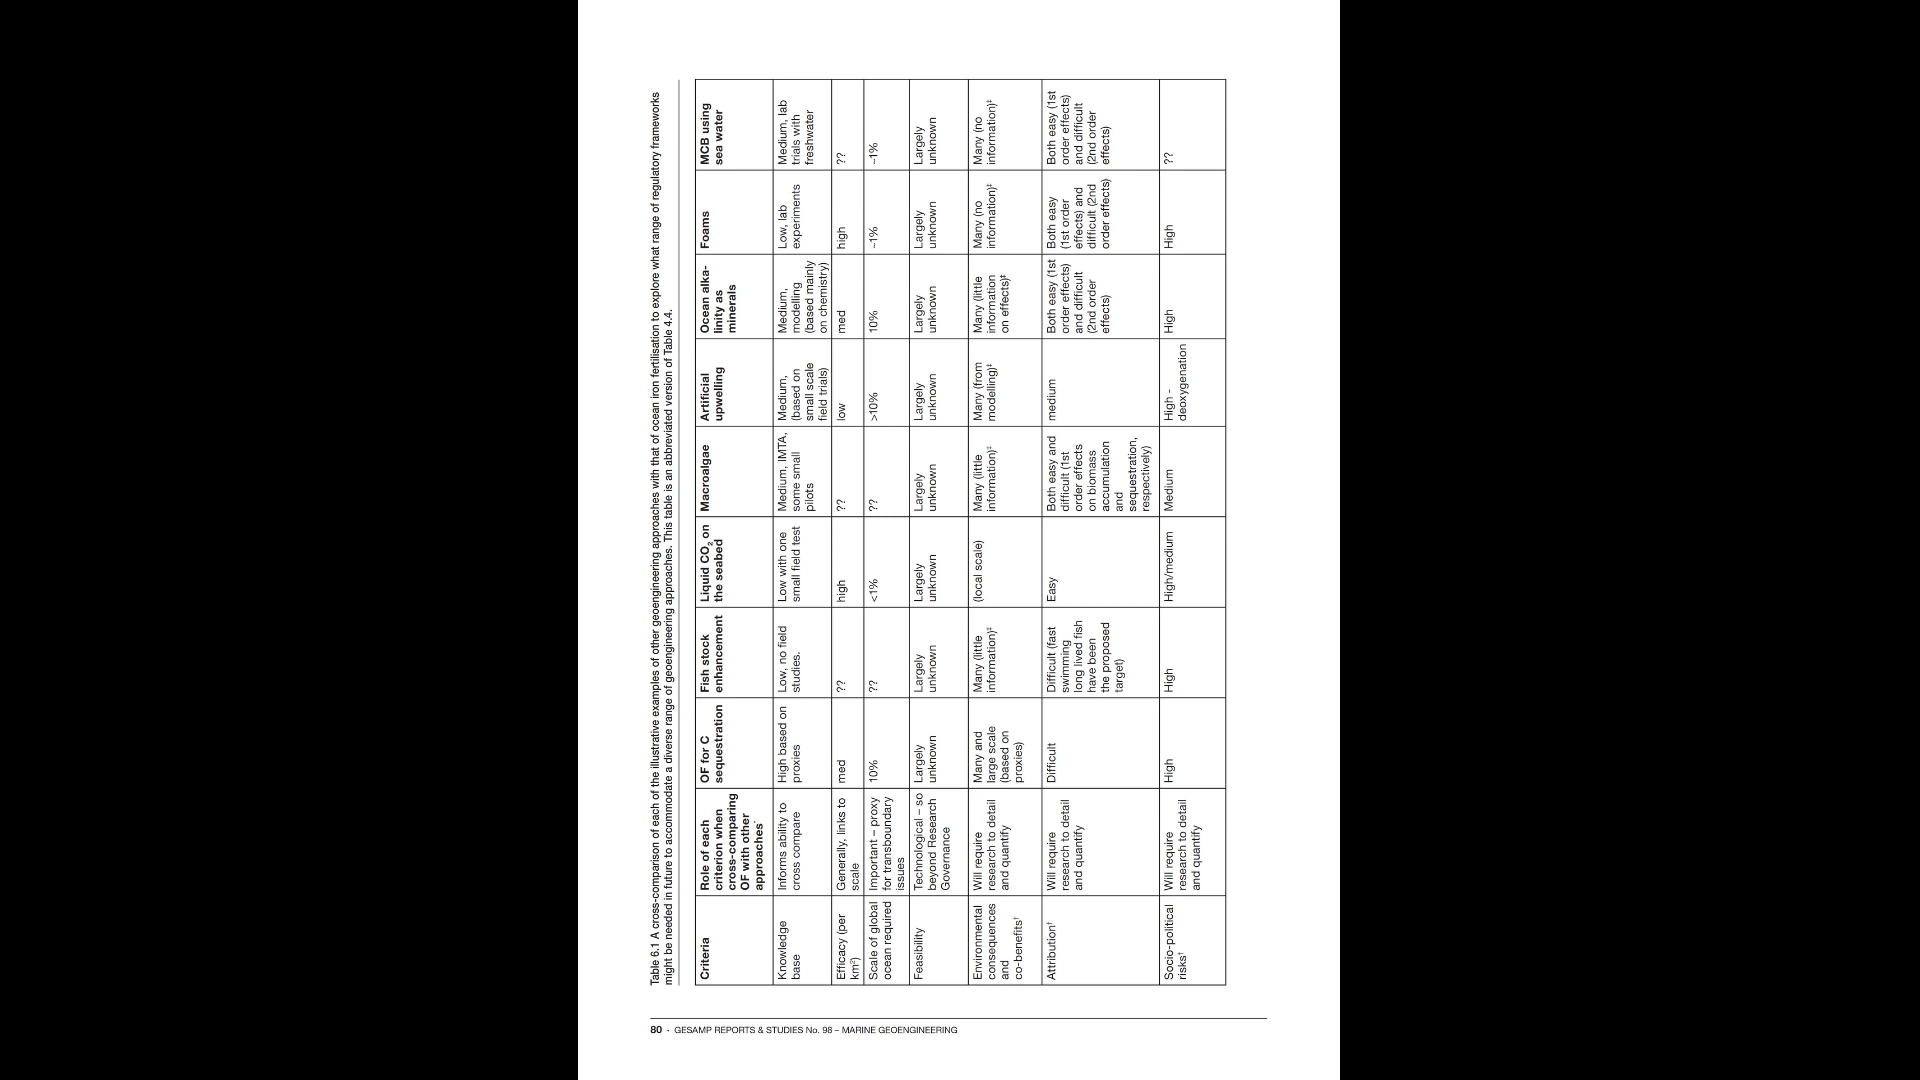 Table 6.1 A cross-comparison of each of the illustrative examples of other geoengineering approaches with that of ocean iron fertilisation to explore what range of regulatory frameworks
might be needed in future to accommodate a diverse range of geoengineering approaches. This table is an abbreviated version of Table 4.4.
Criteria
Role of each
criterion when
cross-comparing
OF with other
approaches
OF for C
sequestration
Fish stock
enhancement
Liquid CO2 on
the seabed
Macroalgae
Artificial
upwelling
Ocean alka-
linity as
minerals
Foams
MCB using
sea water
Knowledge
base
Informs ability to
cross compare
High based on
proxies
Low, no field
studies.
Low with one
small field test
Medium, IMTA,
some small
pilots
Medium,
(based on
small scale
field trials)
Medium,
modelling
(based mainly
on chemistry)
Low, lab
experiments
Medium, lab
trials with
freshwater
Efficacy (per
km²)
Generally, links to
scale
med
??
high
??
low
med
high
??
Scale of global
ocean required
Important – proxy
for transboundary
issues
10%
??
<1%
??
>10%
10%
~1%
~1%
Feasibility
Technological – so
beyond Research
Governance
Largely
unknown
Largely
unknown
Largely
unknown
Largely
unknown
Largely
unknown
Largely
unknown
Largely
unknown
Largely
unknown
Environmental
consequences
and
co-benefits†
Will require
research to detail
and quantify
Many and
large scale
(based on
proxies)
Many (little
information)‡
(local scale)
Many (little
information)‡
Many (from
modelling)‡
Many (little
information
on effects)‡
Many (no
information)‡
Many (no
information)‡
Attribution†
Will require
research to detail
and quantify
Difficult
Difficult (fast
swimming
long lived fish
have been
the proposed
target)
Easy
Both easy and
difficult (1st
order effects
on biomass
accumulation
and
sequestration,
respectively)
medium
Both easy (1st
order effects)
and difficult
(2nd order
effects)
Both easy
(1st order
effects) and
difficult (2nd
order effects)
Both easy (1st
order effects)
and difficult
(2nd order
effects)
Socio-political
risks†
Will require
research to detail
and quantify
High
High
High/medium
Medium
High -
deoxygenation
High
High
??
80 · GESAMP REPORTS & STUDIES No. 98 – MARINE GEOENGINEERING